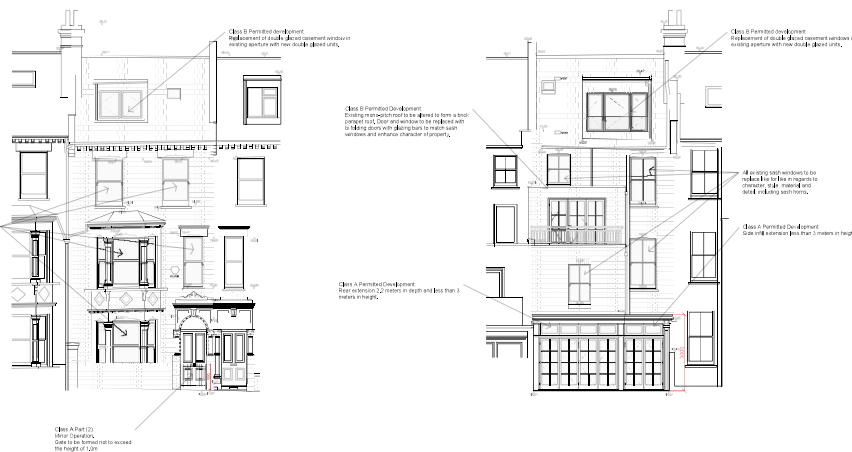 Class B Permitted development
Replacement of double glazed casement window in
existing aperture with new double glazed units.
Class B Permitted development
Replacement of double glazed casement windows i
existing aperture with new double glazed units.
Class B Permitted Development
Existing mono-pitch roof to be altered to form a brick
parapet roof. Door and window to be replaced with
bi folding doors with glazing bars to match sash
windows and enhance character of property.
All existing sash windows to be
replace like for like in regards to
character, style, material and
detail including sash horns.
Class A Permitted Development
Side infill extension less than 3 meters in heigh
Class A Permitted Development
Rear extension 2.2 meters in depth and less than 3
meters in height.
Class A Part (2)
Minor Operation.
Gate to be formed not to exceed
the height of 1.0m